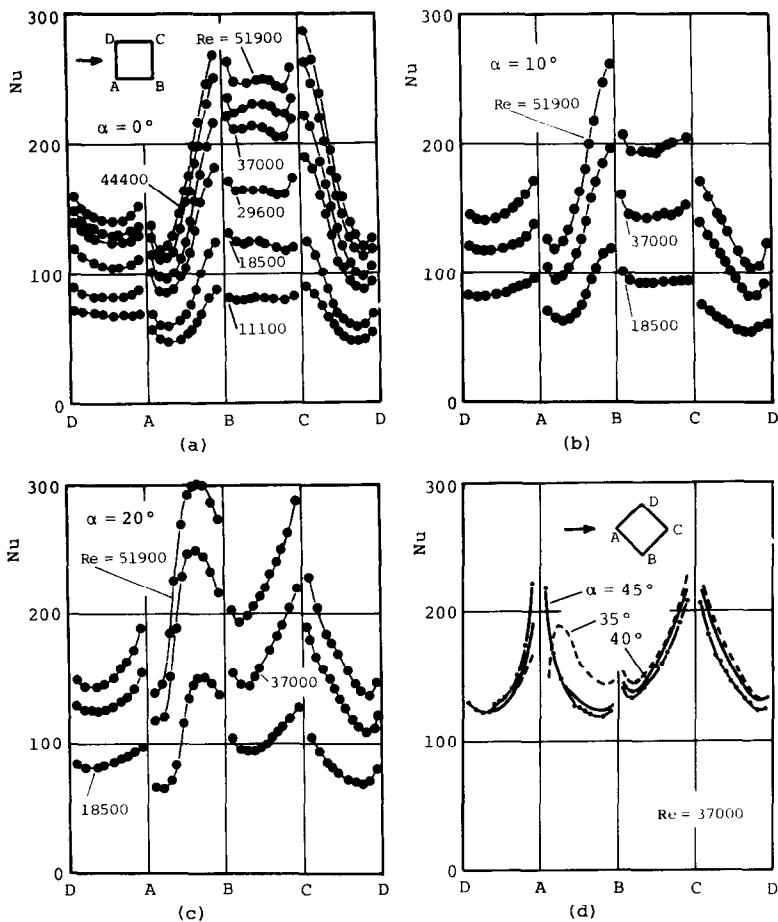 300
200
100
0
Nu
D C
A B
α = 0°
Re = 51900
44400
37000
29600
18500
11100
D A B C D
(a)
300
200
100
0
Nu
α = 10°
Re = 51900
37000
18500
D A B C D
(b)
300
200
100
0
Nu
α = 20°
Re = 51900
37000
18500
D A B C D
(c)
300
200
100
0
Nu
D
A C
B
α = 45°
35°
40°
Re = 37000
D A B C D
(d)